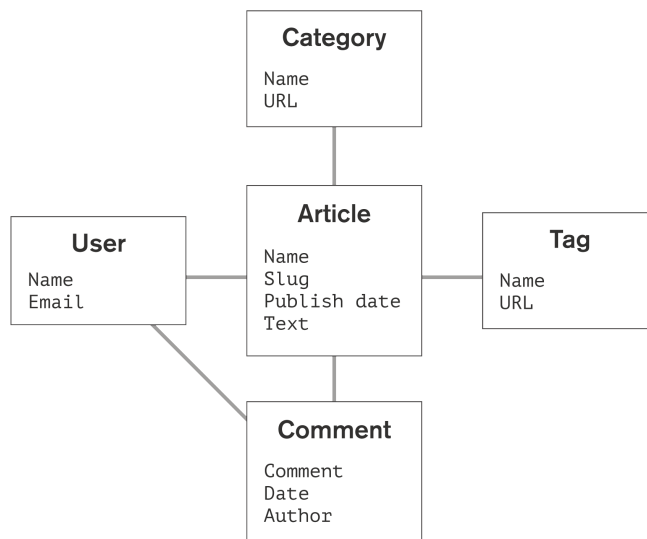 Category
Name
URL
Article
Name
Slug
Publish date
Text
User
Name
Email
Tag
Name
URL
Comment
Comment
Date
Author